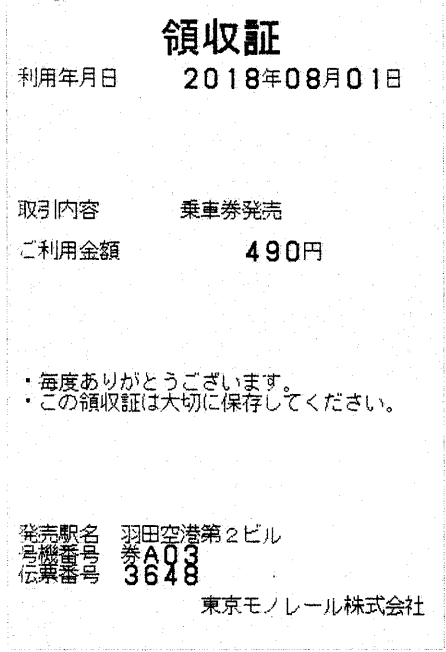 領収証
利用年月日 2018年08月01日
取引内容 乗車券発売
ご利用金額 490円
・毎度ありがとうございます。
・この領収証は大切に保存してください。
発売駅名 羽田空港第2ビル
号機番号 券A03
伝票番号 3648
東京モノレール株式会社